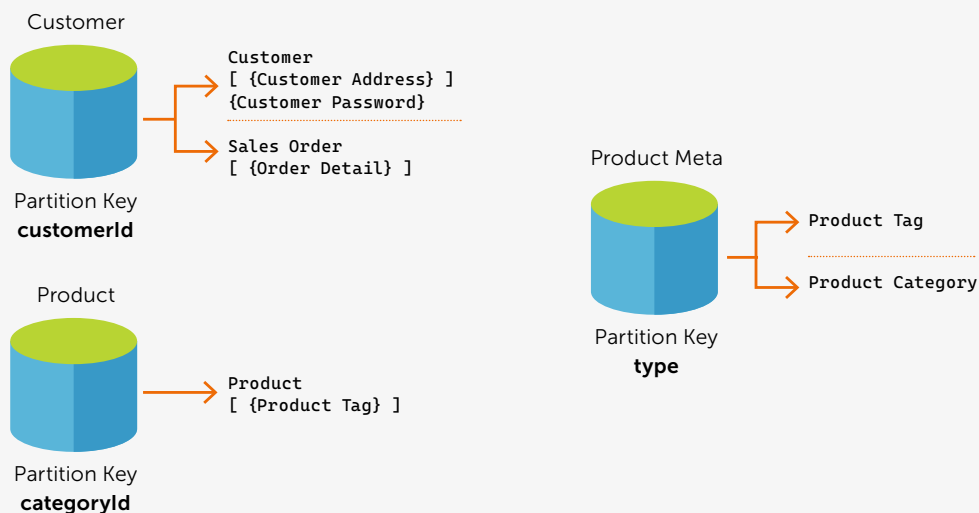 Customer
Customer
[ {Customer Address} ]
{Customer Password}
Sales Order
[ {Order Detail} ]
Partition Key
customerId
Product
Product
[ {Product Tag} ]
Partition Key
categoryId
Product Meta
Product Tag
Product Category
Partition Key
type